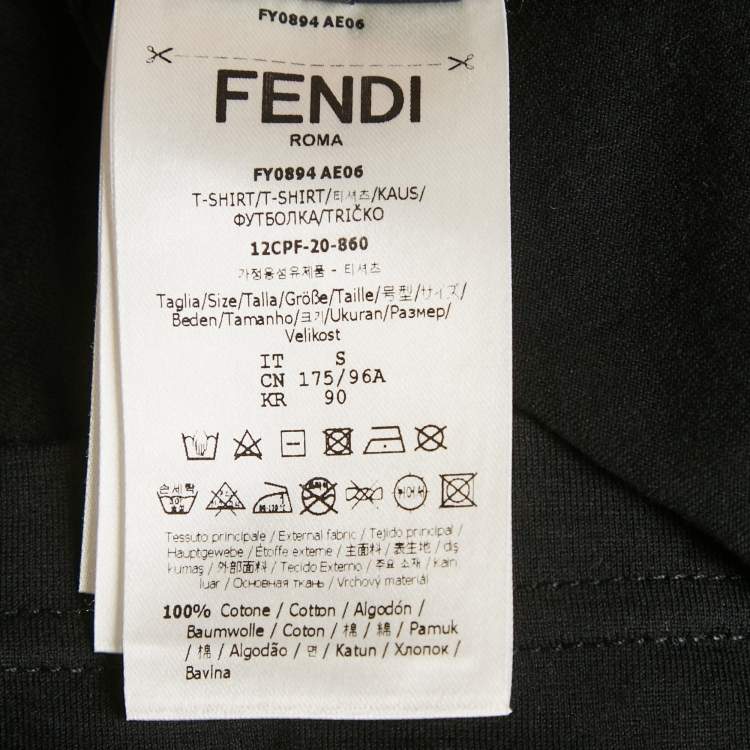 FY0894 AE06
FENDI
ROMA
FY0894 AE06
T-SHIRT/T-SHIRT/티셔츠/KAUS/
ФУТБОЛКА/TRIČKO
12CPF-20-860
가정용섬유제품 - 티셔츠
Taglia/Size/Talla/Größe/Taille/号型/サイズ/
Beden/Tamanho/크기/Ukuran/Размер/
Velikost
IT S
CN 175/96A
KR 90
손세탁
Tessuto principale / External fabric / Tejido principal /
Hauptgewebe / Étoffe externe / 主面料 / 表生地 / dış
kumaş / 外部面料 / Tecido Externo / 주요 소재 / kain
luar / Основная ткань / Vrchový materiál
100% Cotone / Cotton / Algodón /
Baumwolle / Coton / 棉 / 綿 / Pamuk
/ 棉 / Algodão / 면 / Katun / Хлопок /
Bavlna